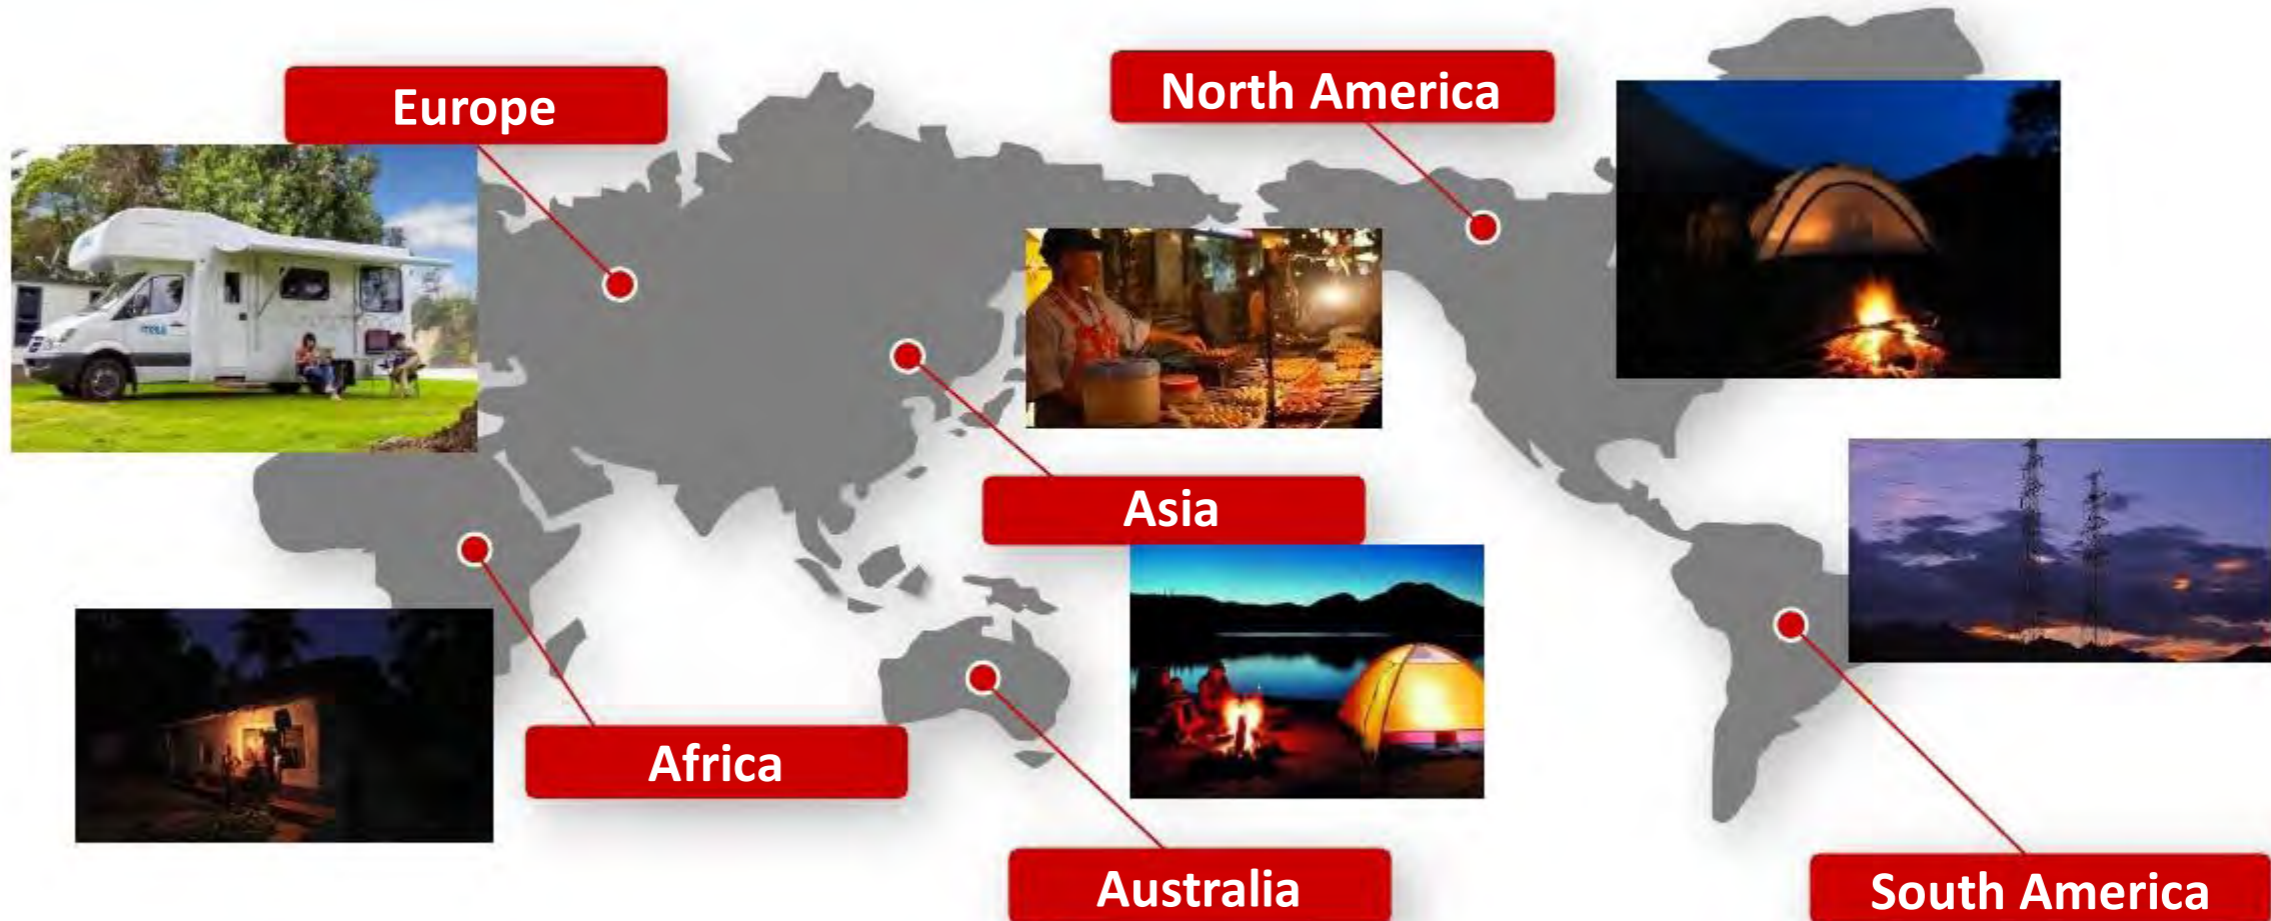 Europe
North America
Asia
Africa
Australia
South America